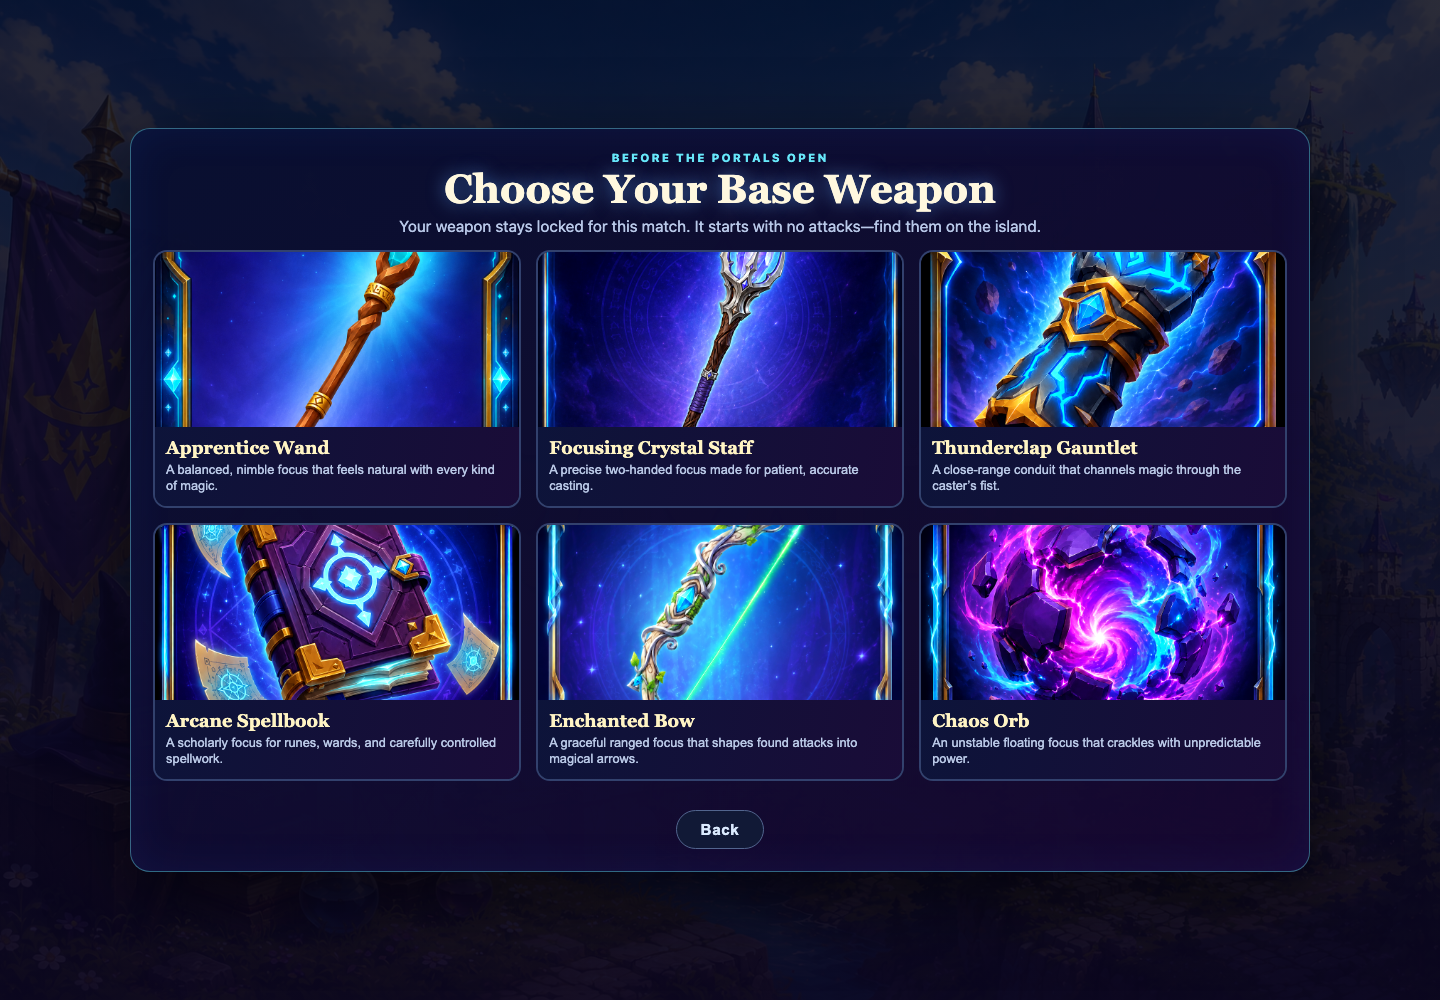 BEFORE THE PORTALS OPEN
Choose Your Base Weapon
Your weapon stays locked for this match. It starts with no attacks—find them on the island.
Apprentice Wand
A balanced, nimble focus that feels natural with every kind
of magic.
Focusing Crystal Staff
A precise two-handed focus made for patient, accurate
casting.
Thunderclap Gauntlet
A close-range conduit that channels magic through the
caster's fist.
Arcane Spellbook
A scholarly focus for runes, wards, and carefully controlled
spellwork.
Enchanted Bow
A graceful ranged focus that shapes found attacks into
magical arrows.
Chaos Orb
An unstable floating focus that crackles with unpredictable
power.
Back